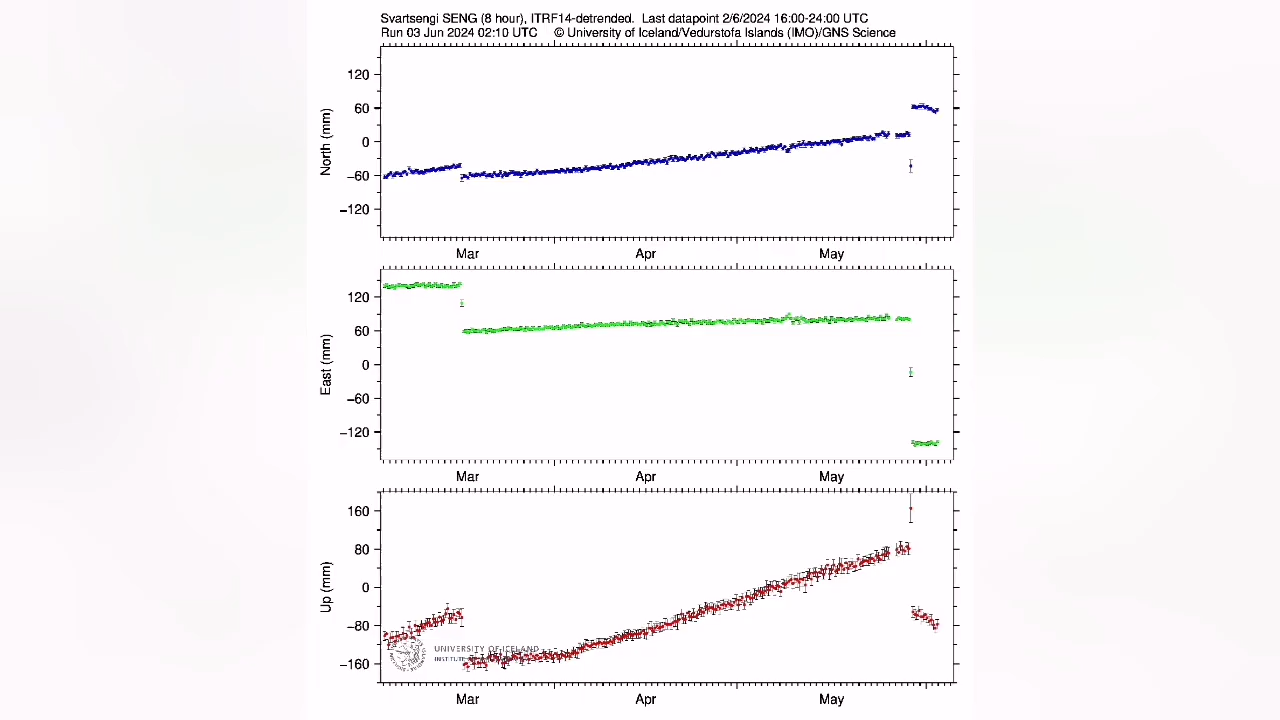 Svartsengi SENG (8 hour), ITRF14-detrended. Last datapoint 2/6/2024 16:00-24:00 UTC
Run 03 Jun 2024 02:10 UTC © University of Iceland/Vedurstofa Islands (IMO)/GNS Science
North (mm)
120
60
0
−60
−120
Mar Apr May
East (mm)
120
60
0
−60
−120
Mar Apr May
Up (mm)
160
80
0
−80
−160
UNIVERSITY OF ICELAND
INSTITUTE
Mar Apr May